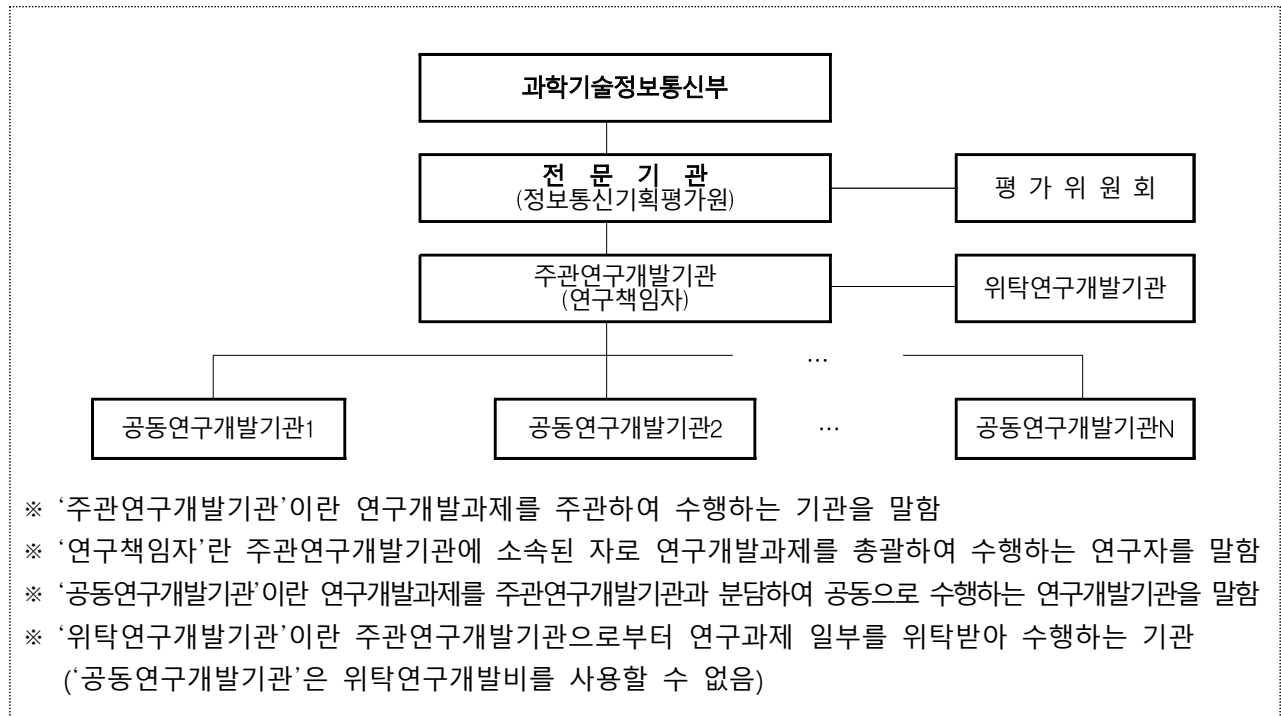 과학기술정보통신부
전 문 기 관
(정보통신기획평가원)
평 가 위 원 회
주관연구개발기관
(연구책임자)
위탁연구개발기관
…
공동연구개발기관1
공동연구개발기관2
…
공동연구개발기관N
※ ‘주관연구개발기관’이란 연구개발과제를 주관하여 수행하는 기관을 말함
※ ‘연구책임자’란 주관연구개발기관에 소속된 자로 연구개발과제를 총괄하여 수행하는 연구자를 말함
※ ‘공동연구개발기관’이란 연구개발과제를 주관연구개발기관과 분담하여 공동으로 수행하는 연구개발기관을 말함
※ ‘위탁연구개발기관’이란 주관연구개발기관으로부터 연구과제 일부를 위탁받아 수행하는 기관
(‘공동연구개발기관’은 위탁연구개발비를 사용할 수 없음)